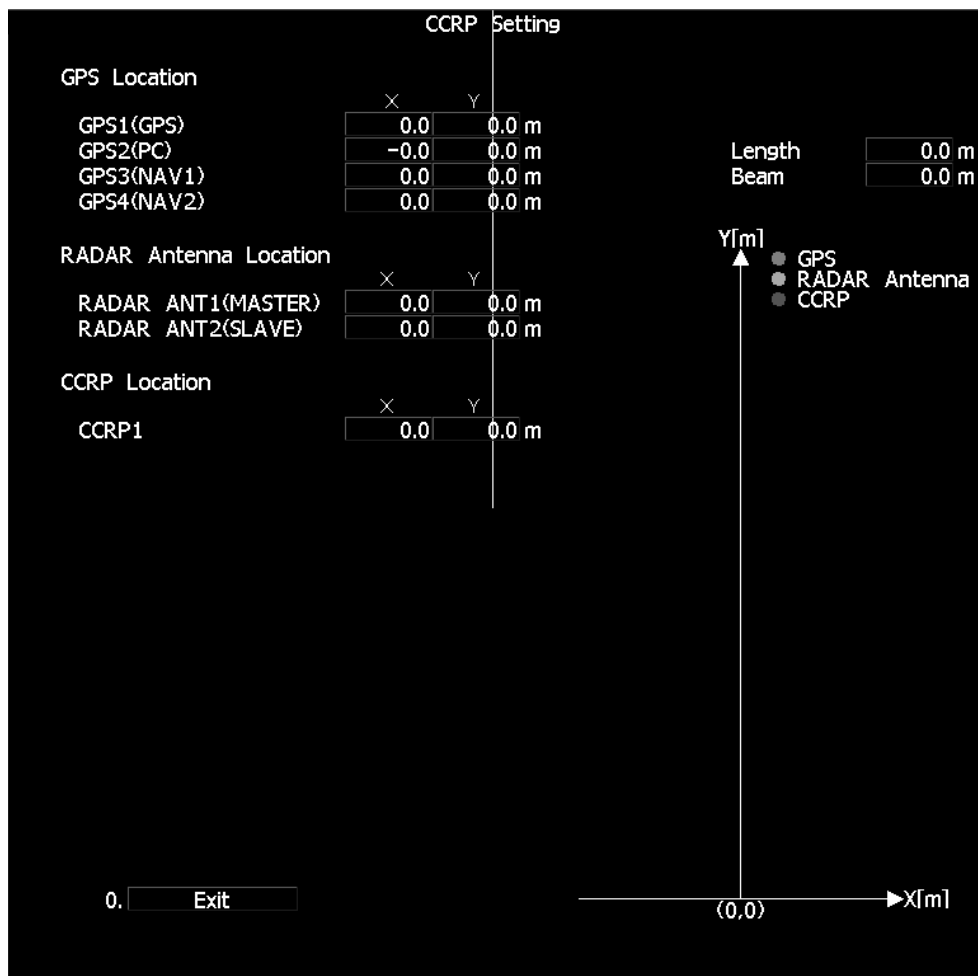 CCRP Setting
GPS Location
X Y
GPS1(GPS) 0.0 0.0 m
GPS2(PC) -0.0 0.0 m
GPS3(NAV1) 0.0 0.0 m
GPS4(NAV2) 0.0 0.0 m
Length 0.0 m
Beam 0.0 m
RADAR Antenna Location
X Y
RADAR ANT1(MASTER) 0.0 0.0 m
RADAR ANT2(SLAVE) 0.0 0.0 m
CCRP Location
X Y
CCRP1 0.0 0.0 m
Y[m]
GPS
RADAR Antenna
CCRP
(0,0)
X[m]
0. Exit